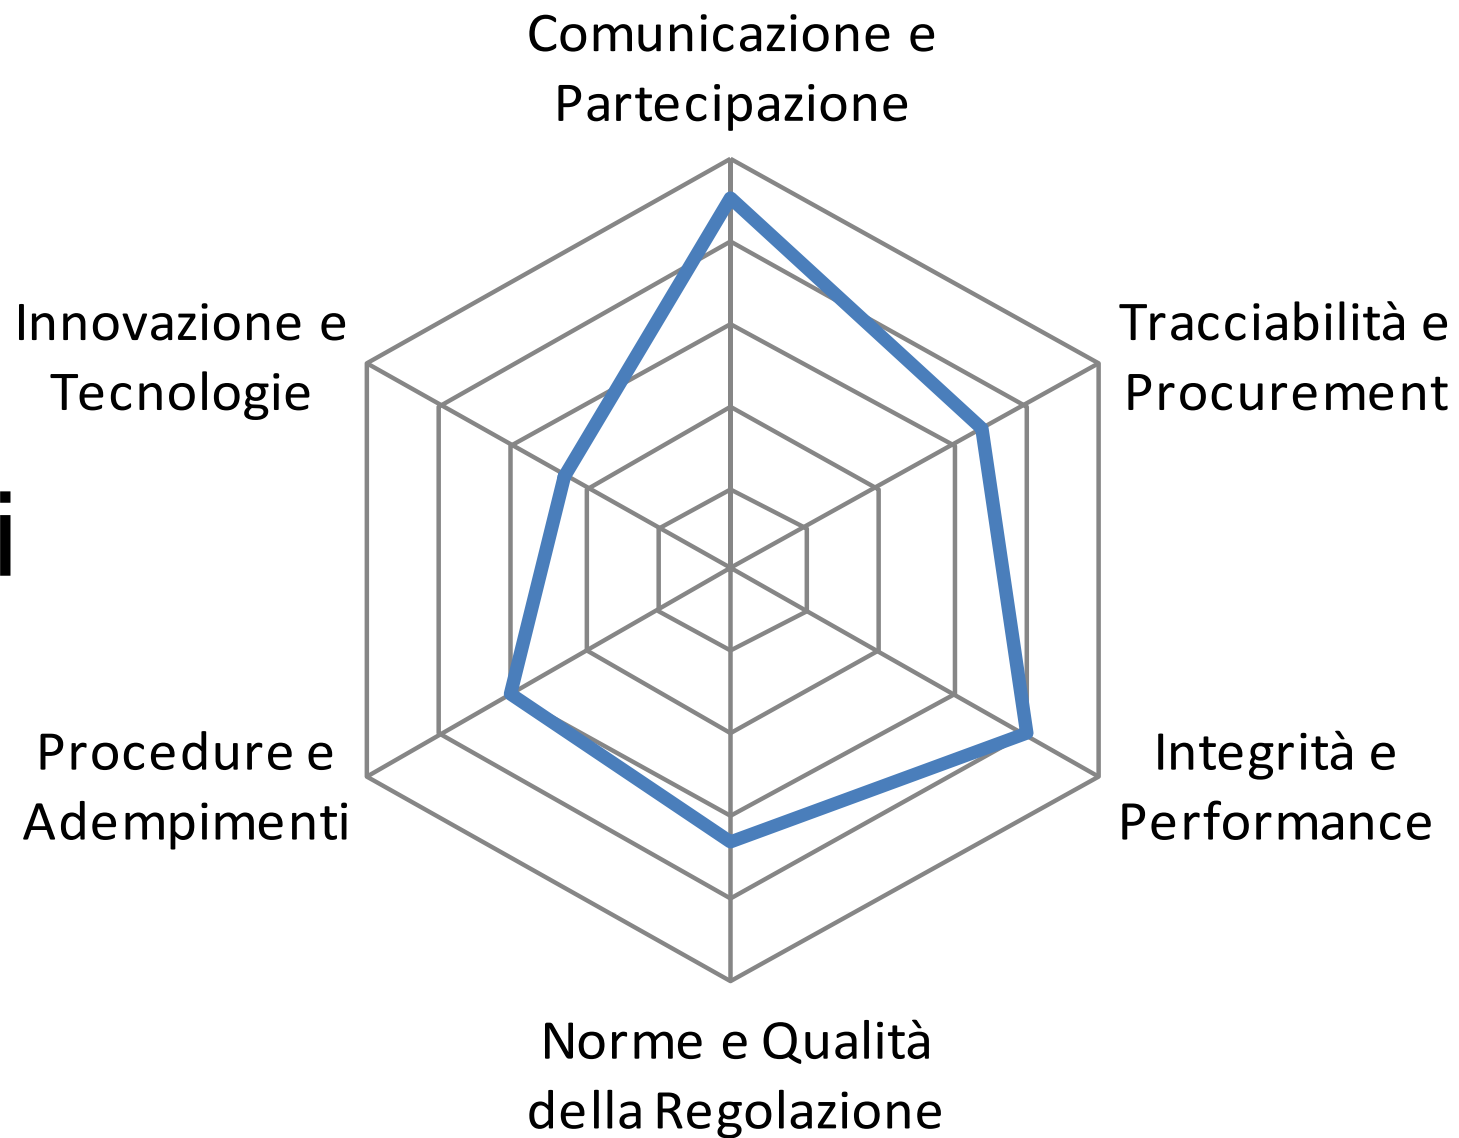 Comunicazione e
Partecipazione
Tracciabilità e
Procurement
Integrità e
Performance
Norme e Qualità
della Regolazione
Procedure e
Adempimenti
Innovazione e
Tecnologie
i